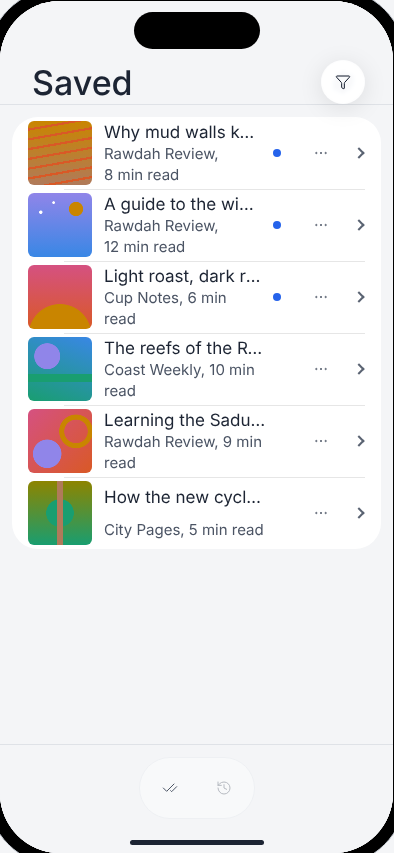 Saved
Why mud walls k...
Rawdah Review,
8 min read
A guide to the wi...
Rawdah Review,
12 min read
Light roast, dark r...
Cup Notes, 6 min
read
The reefs of the R...
Coast Weekly, 10 min
read
Learning the Sadu...
Rawdah Review, 9 min
read
How the new cycl...
City Pages, 5 min read